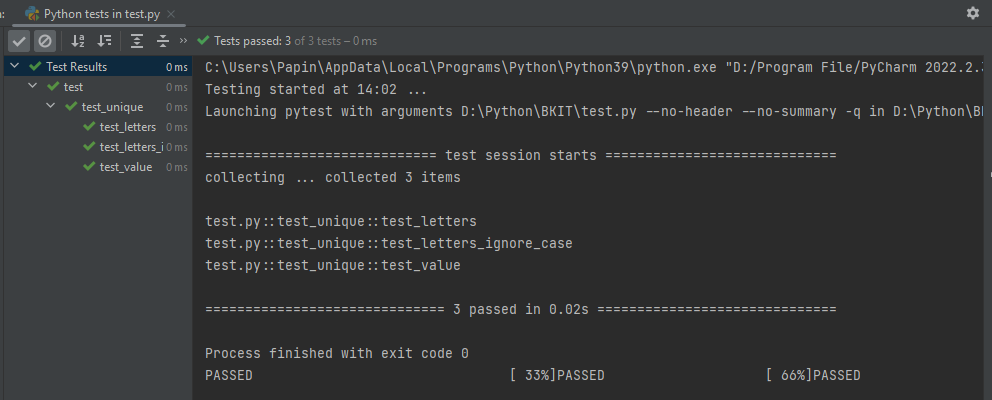 Python tests in test.py
Tests passed: 3 of 3 tests – 0 ms
Test Results 0 ms
test 0 ms
test_unique 0 ms
test_letters 0 ms
test_letters_i 0 ms
test_value 0 ms
C:\Users\Papin\AppData\Local\Programs\Python\Python39\python.exe "D:/Program File/PyCharm 2022.2.3
Testing started at 14:02 ...
Launching pytest with arguments D:\Python\BKIT\test.py --no-header --no-summary -q in D:\Python\BK
============================= test session starts =============================
collecting ... collected 3 items
test.py::test_unique::test_letters
test.py::test_unique::test_letters_ignore_case
test.py::test_unique::test_value
============================== 3 passed in 0.02s ==============================
Process finished with exit code 0
PASSED [ 33%]PASSED [ 66%]PASSED